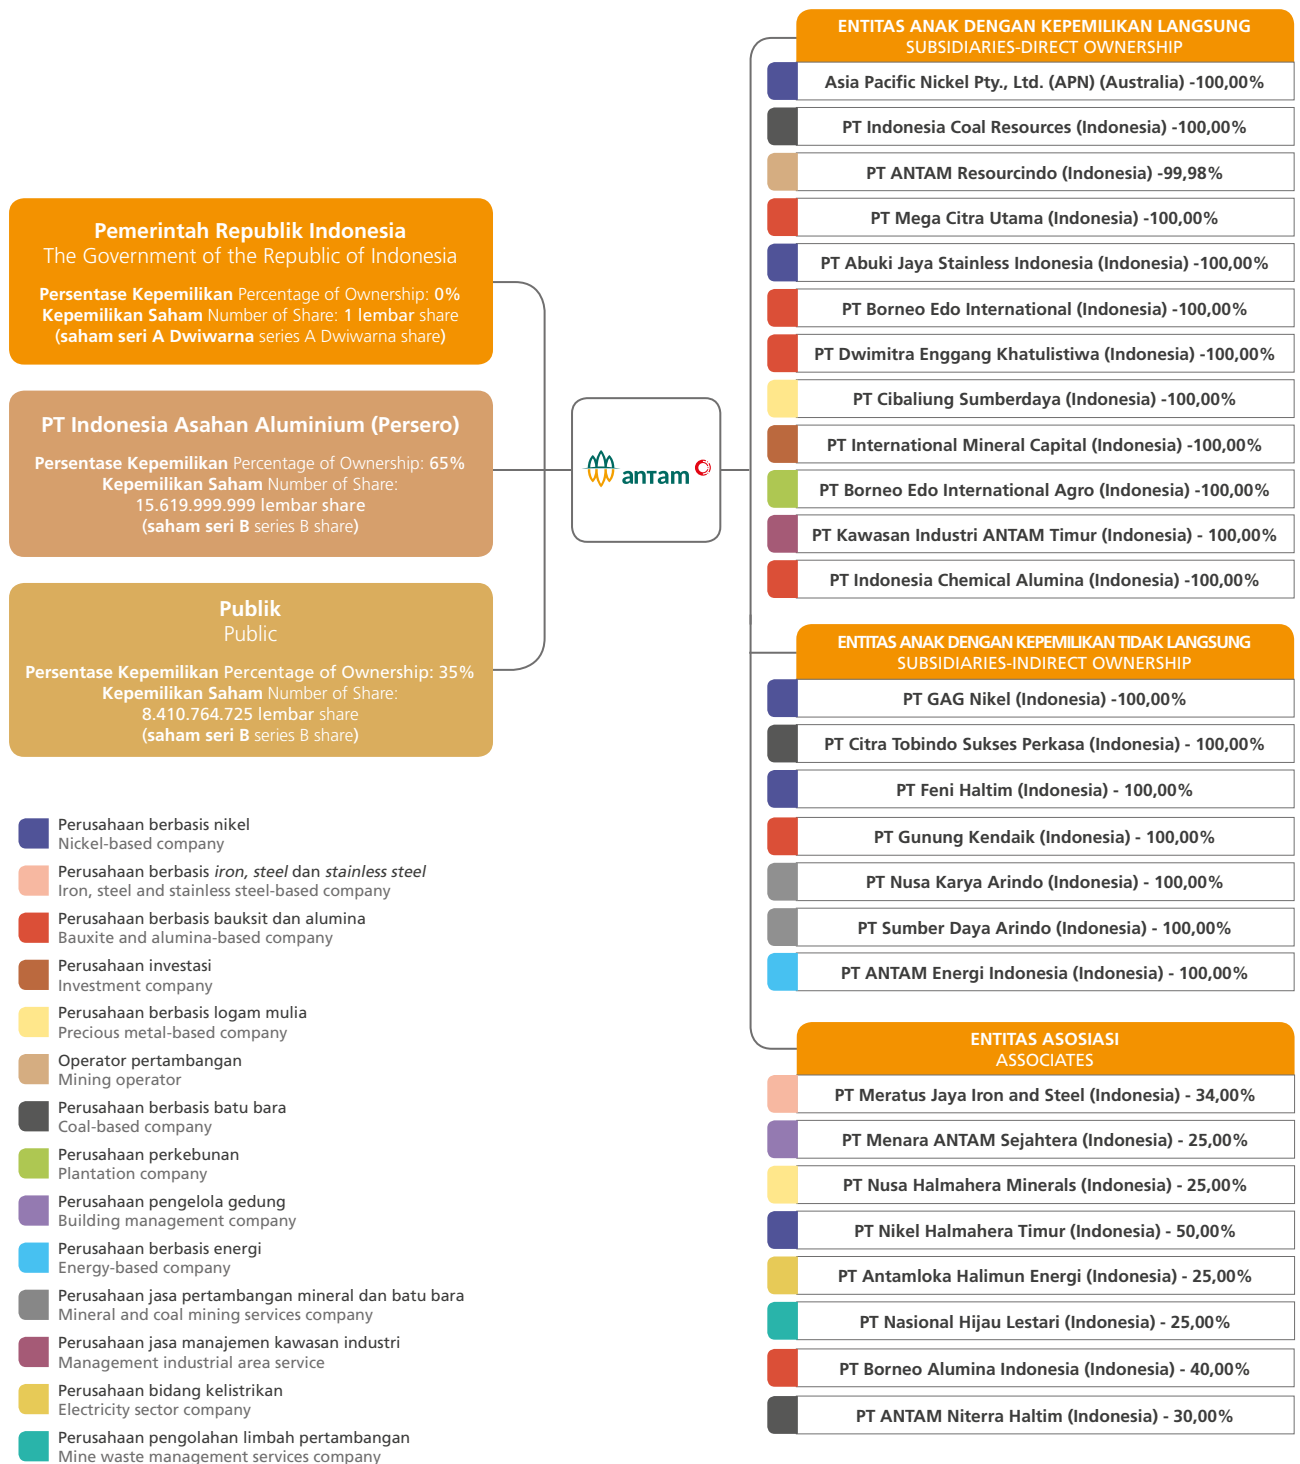 Pemerintah Republik Indonesia
The Government of the Republic of Indonesia
Persentase Kepemilikan Percentage of Ownership: 0%
Kepemilikan Saham Number of Share: 1 lembar share
(saham seri A Dwiwarna series A Dwiwarna share)
PT Indonesia Asahan Aluminium (Persero)
Persentase Kepemilikan Percentage of Ownership: 65%
Kepemilikan Saham Number of Share:
15.619.999.999 lembar share
(saham seri B series B share)
Publik
Public
Persentase Kepemilikan Percentage of Ownership: 35%
Kepemilikan Saham Number of Share:
8.410.764.725 lembar share
(saham seri B series B share)
antam
ENTITAS ANAK DENGAN KEPEMILIKAN LANGSUNG
SUBSIDIARIES-DIRECT OWNERSHIP
Asia Pacific Nickel Pty., Ltd. (APN) (Australia) -100,00%
PT Indonesia Coal Resources (Indonesia) -100,00%
PT ANTAM Resourcindo (Indonesia) -99,98%
PT Mega Citra Utama (Indonesia) -100,00%
PT Abuki Jaya Stainless Indonesia (Indonesia) -100,00%
PT Borneo Edo International (Indonesia) -100,00%
PT Dwimitra Enggang Khatulistiwa (Indonesia) -100,00%
PT Cibaliung Sumberdaya (Indonesia) -100,00%
PT International Mineral Capital (Indonesia) -100,00%
PT Borneo Edo International Agro (Indonesia) -100,00%
PT Kawasan Industri ANTAM Timur (Indonesia) - 100,00%
PT Indonesia Chemical Alumina (Indonesia) -100,00%
ENTITAS ANAK DENGAN KEPEMILIKAN TIDAK LANGSUNG
SUBSIDIARIES-INDIRECT OWNERSHIP
PT GAG Nikel (Indonesia) -100,00%
PT Citra Tobindo Sukses Perkasa (Indonesia) - 100,00%
PT Feni Haltim (Indonesia) - 100,00%
PT Gunung Kendaik (Indonesia) - 100,00%
PT Nusa Karya Arindo (Indonesia) - 100,00%
PT Sumber Daya Arindo (Indonesia) - 100,00%
PT ANTAM Energi Indonesia (Indonesia) - 100,00%
ENTITAS ASOSIASI
ASSOCIATES
PT Meratus Jaya Iron and Steel (Indonesia) - 34,00%
PT Menara ANTAM Sejahtera (Indonesia) - 25,00%
PT Nusa Halmahera Minerals (Indonesia) - 25,00%
PT Nikel Halmahera Timur (Indonesia) - 50,00%
PT Antamloka Halimun Energi (Indonesia) - 25,00%
PT Nasional Hijau Lestari (Indonesia) - 25,00%
PT Borneo Alumina Indonesia (Indonesia) - 40,00%
PT ANTAM Niterra Haltim (Indonesia) - 30,00%
Perusahaan berbasis nikel
Nickel-based company
Perusahaan berbasis iron, steel dan stainless steel
Iron, steel and stainless steel-based company
Perusahaan berbasis bauksit dan alumina
Bauxite and alumina-based company
Perusahaan investasi
Investment company
Perusahaan berbasis logam mulia
Precious metal-based company
Operator pertambangan
Mining operator
Perusahaan berbasis batu bara
Coal-based company
Perusahaan perkebunan
Plantation company
Perusahaan pengelola gedung
Building management company
Perusahaan berbasis energi
Energy-based company
Perusahaan jasa pertambangan mineral dan batu bara
Mineral and coal mining services company
Perusahaan jasa manajemen kawasan industri
Management industrial area service
Perusahaan bidang kelistrikan
Electricity sector company
Perusahaan pengolahan limbah pertambangan
Mine waste management services company